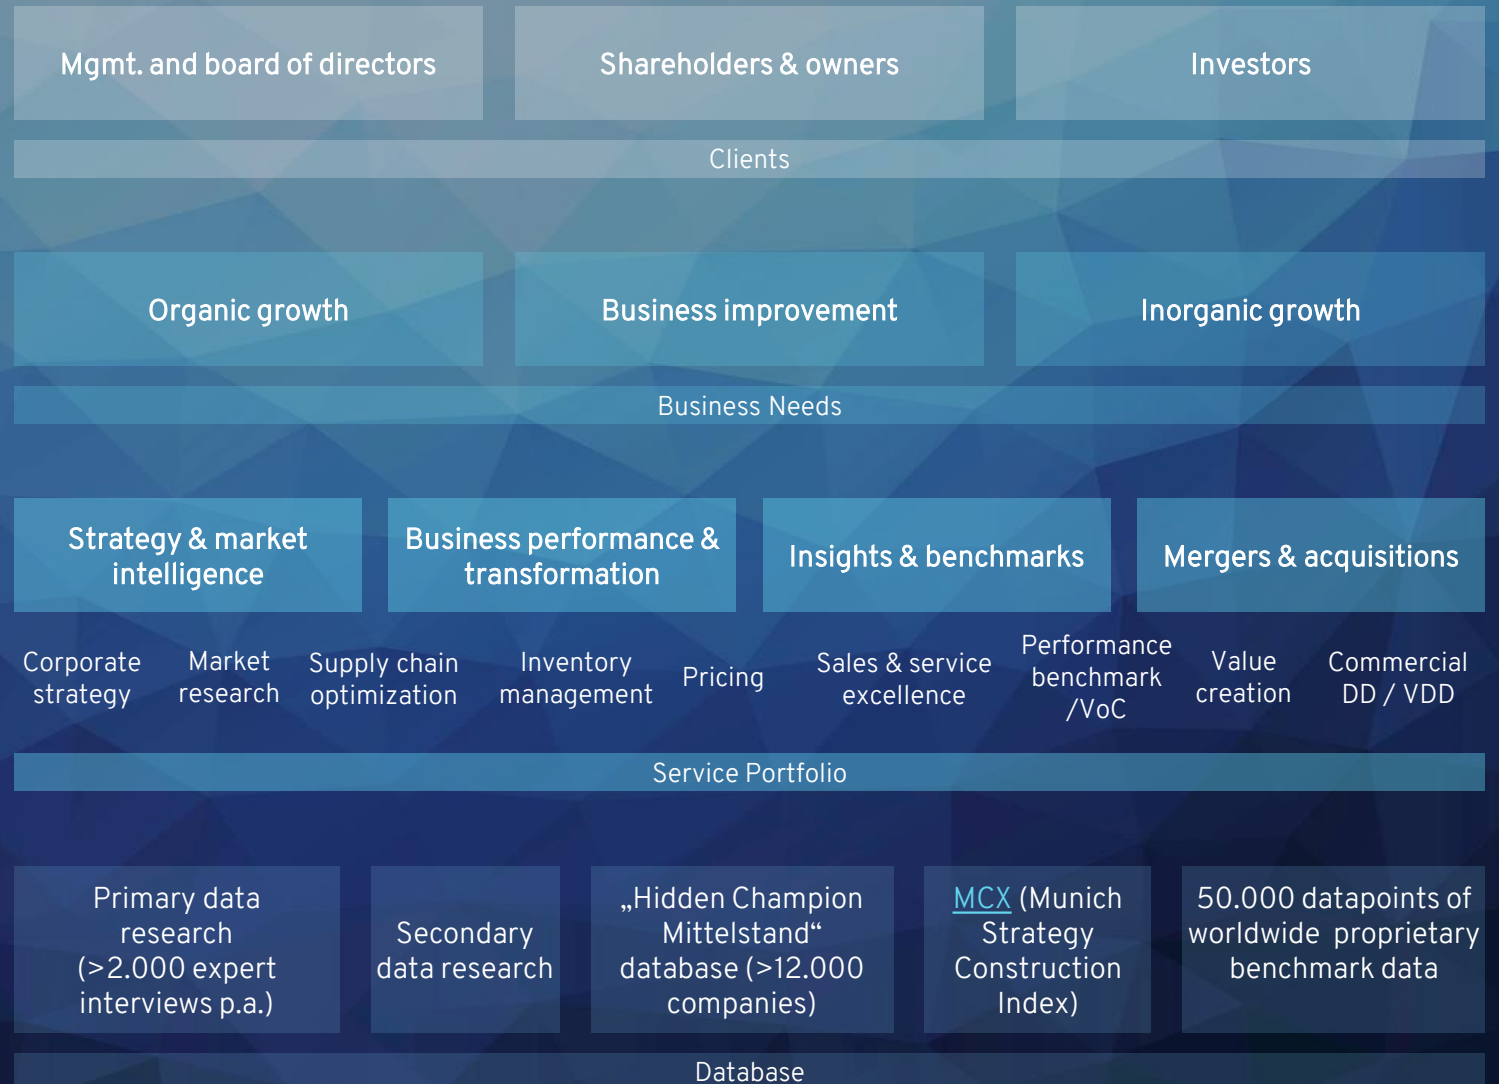 Mgmt. and board of directors
Shareholders & owners
Investors
Clients
Organic growth
Business improvement
Inorganic growth
Business Needs
Strategy & market
intelligence
Business performance &
transformation
Insights & benchmarks
Mergers & acquisitions
Corporate
strategy
Market
research
Supply chain
optimization
Inventory
management
Pricing
Sales & service
excellence
Performance
benchmark
/VoC
Value
creation
Commercial
DD / VDD
Service Portfolio
Primary data
research
(>2.000 expert
interviews p.a.)
Secondary
data research
„Hidden Champion
Mittelstand“
database (>12.000
companies)
MCX (Munich
Strategy
Construction
Index)
50.000 datapoints of
worldwide proprietary
benchmark data
Database